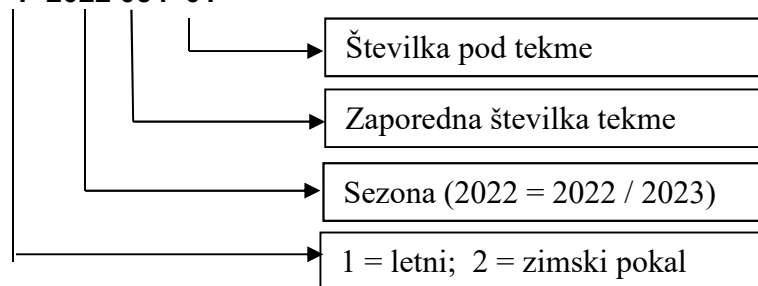 Številka pod tekme
Zaporedna številka tekme
Sezona (2022 = 2022 / 2023)
1 = letni; 2 = zimski pokal